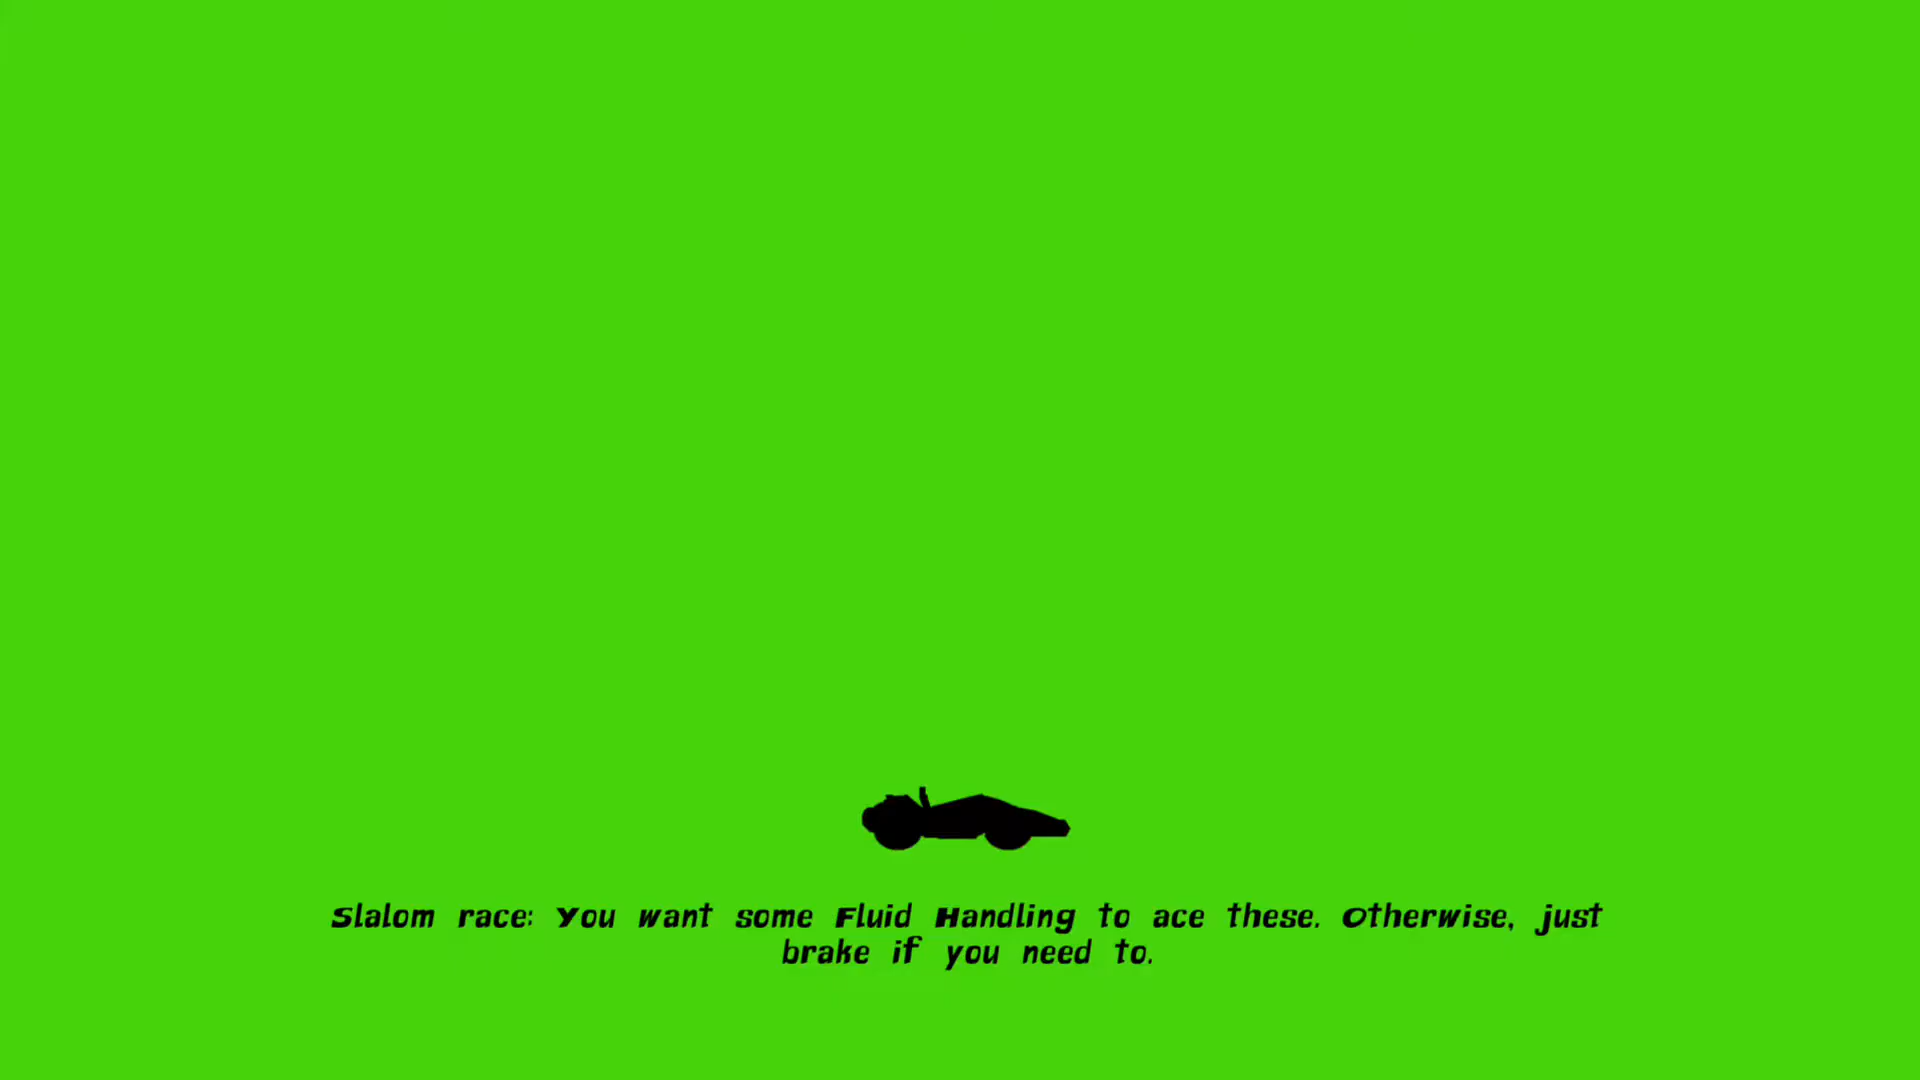 Slalom race: You want some Fluid Handling to ace these. Otherwise, just
brake if you need to.